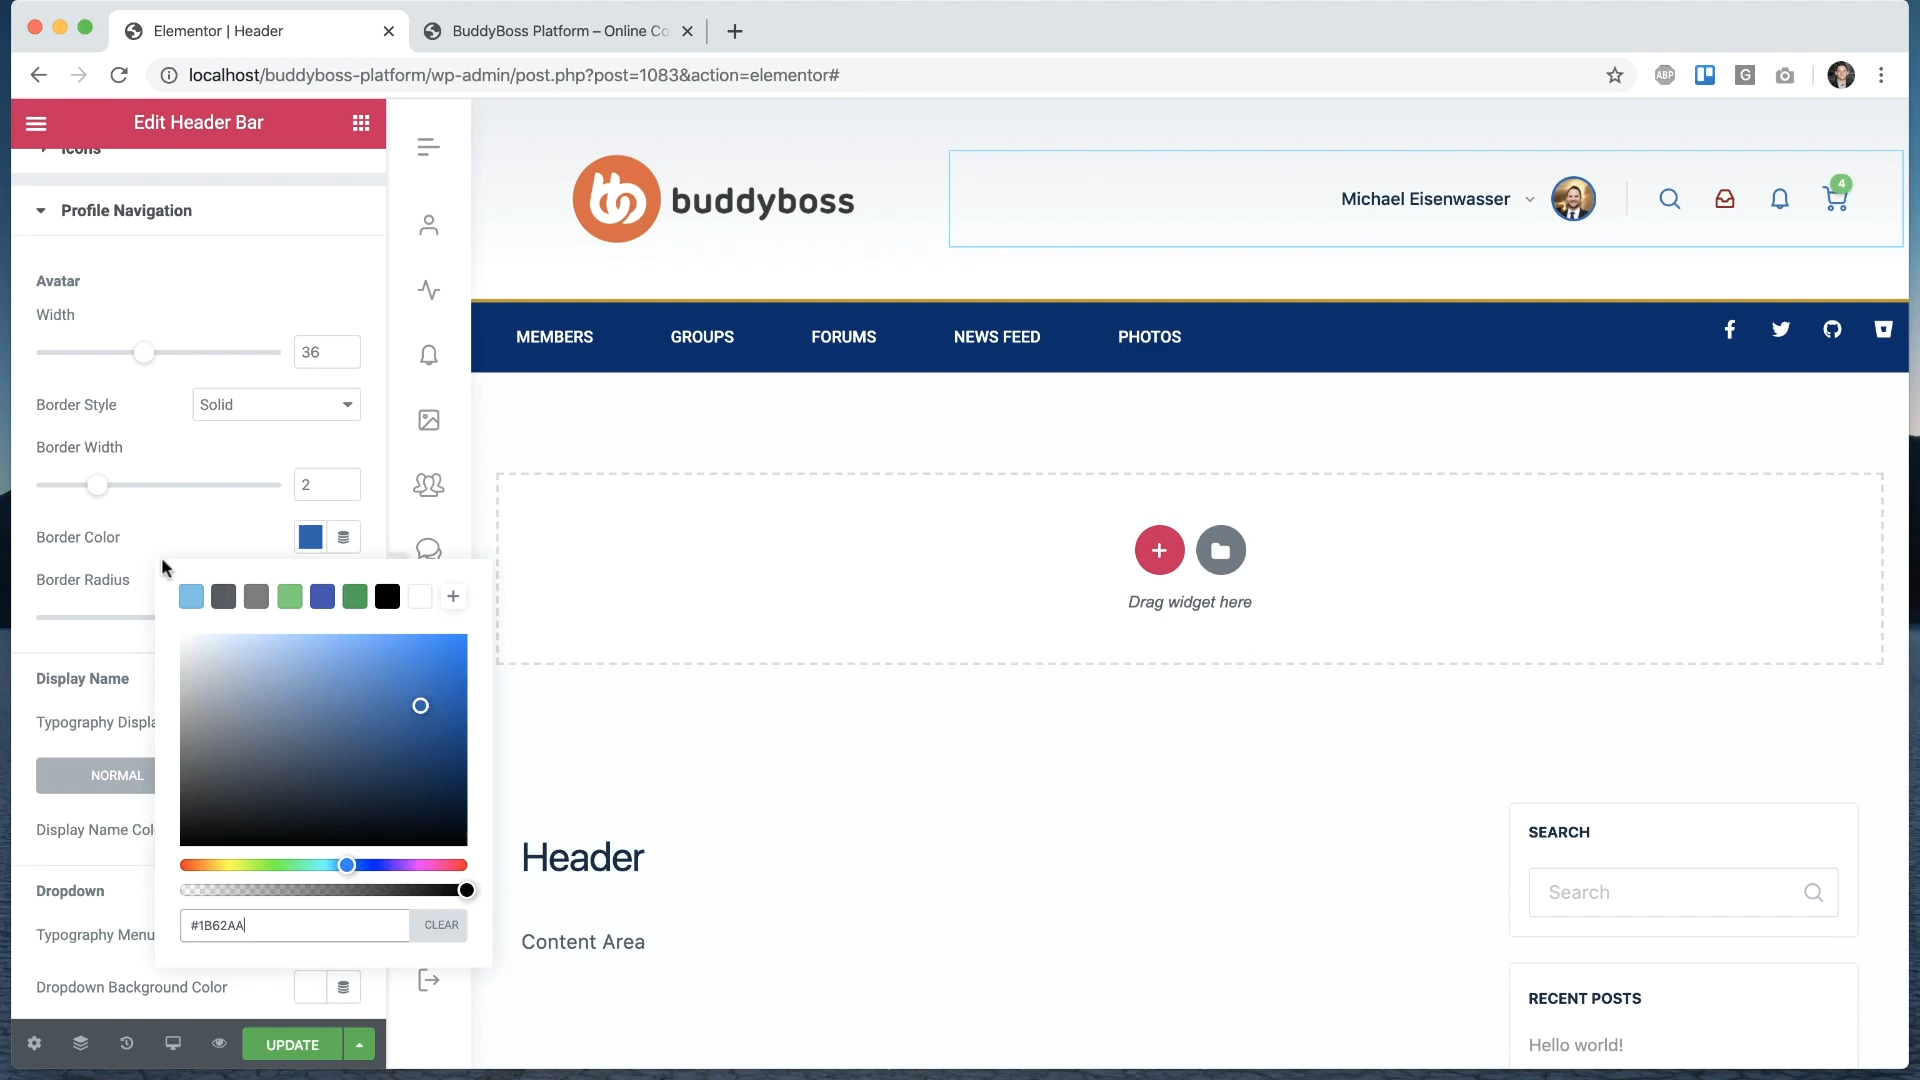 Elementor | Header
BuddyBoss Platform – Online Co
localhost/buddyboss-platform/wp-admin/post.php?post=1083&action=elementor#
ABP
G
Edit Header Bar
Icons
Profile Navigation
Avatar
Width
36
Border Style
Solid
Border Width
2
Border Color
Border Radius
Display Name
Typography Displa
NORMAL
Display Name Col
Dropdown
Typography Menu
#1B62AA
CLEAR
Dropdown Background Color
UPDATE
buddyboss
Michael Eisenwasser
4
MEMBERS
GROUPS
FORUMS
NEWS FEED
PHOTOS
Drag widget here
Header
Content Area
SEARCH
Search
RECENT POSTS
Hello world!